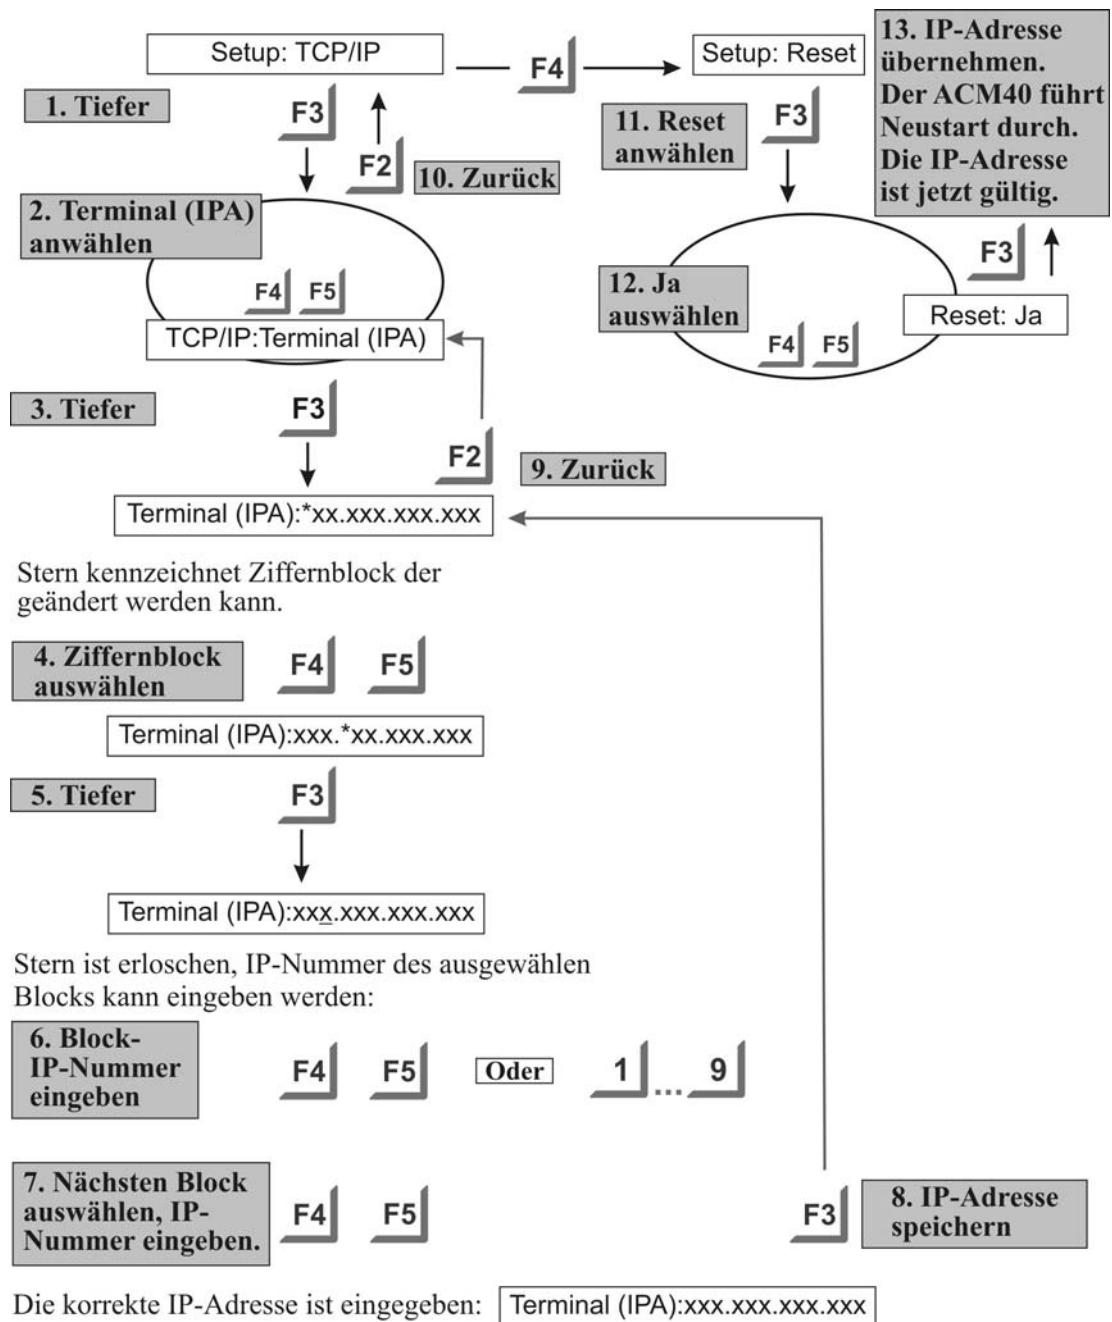 Setup: TCP/IP
F4
Setup: Reset
13. IP-Adresse
übernehmen.
Der ACM40 führt
Neustart durch.
Die IP-Adresse
ist jetzt gültig.
1. Tiefer
F3
F2
10. Zurück
11. Reset
anwählen
F3
2. Terminal (IPA)
anwählen
F4 F5
TCP/IP:Terminal (IPA)
12. Ja
auswählen
F4 F5
F3
Reset: Ja
3. Tiefer
F3
F2
9. Zurück
Terminal (IPA):*xx.xxx.xxx.xxx
Stern kennzeichnet Ziffernblock der
geändert werden kann.
4. Ziffernblock
auswählen
F4 F5
Terminal (IPA):xxx.*xx.xxx.xxx
5. Tiefer
F3
Terminal (IPA):xxx.xxx.xxx.xxx
Stern ist erloschen, IP-Nummer des ausgewählen
Blocks kann eingeben werden:
6. Block-
IP-Nummer
eingeben
F4 F5 Oder 1 ... 9
7. Nächsten Block
auswählen, IP-
Nummer eingeben.
F4 F5
F3
8. IP-Adresse
speichern
Die korrekte IP-Adresse ist eingegeben: Terminal (IPA):xxx.xxx.xxx.xxx